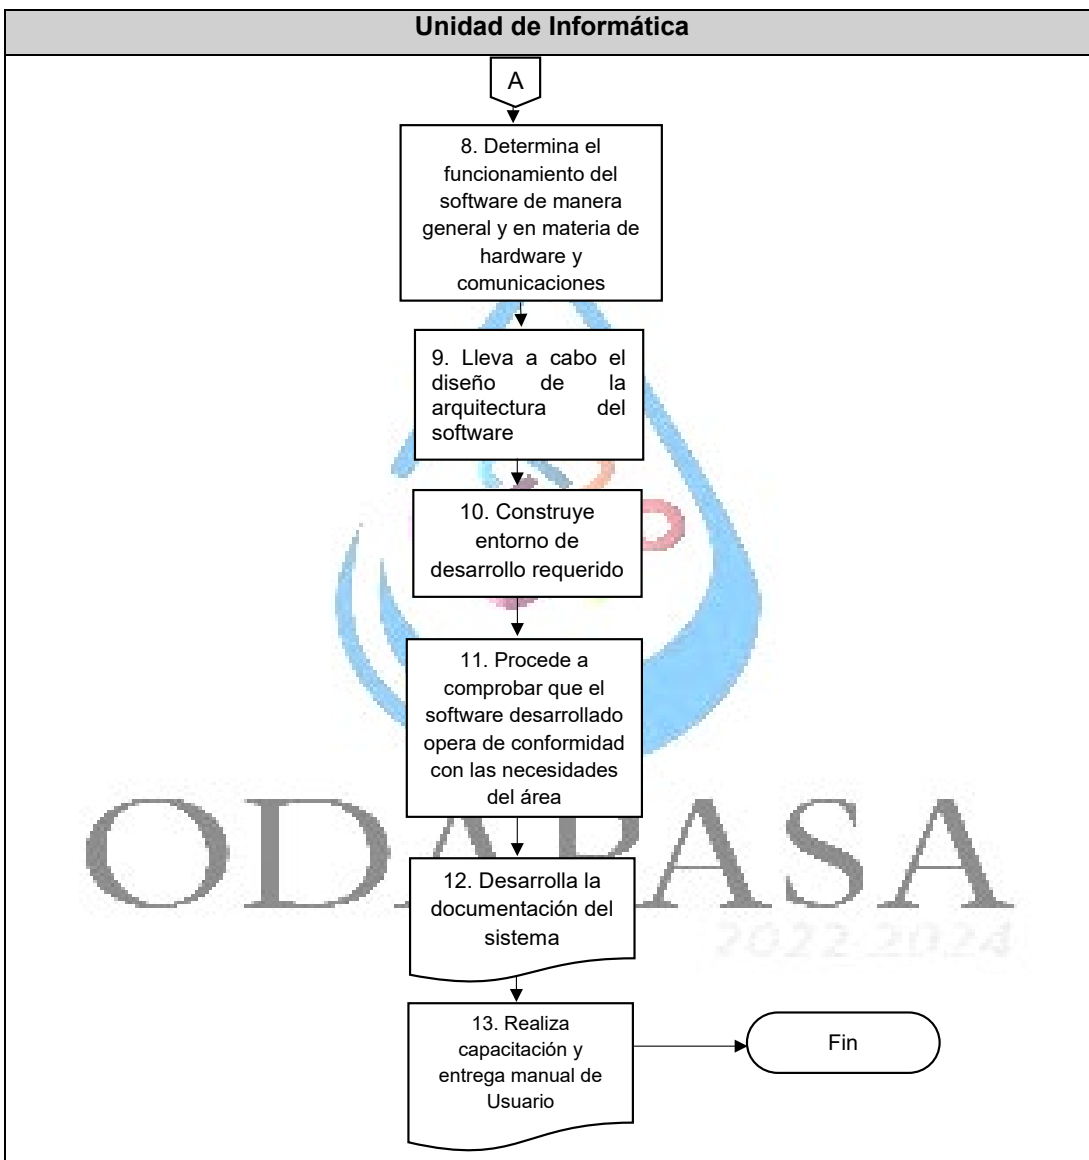 Unidad de Informática
A
8. Determina el
funcionamiento del
software de manera
general y en materia de
hardware y
comunicaciones
9. Lleva a cabo el
diseño de la
arquitectura del
software
10. Construye
entorno de
desarrollo requerido
11. Procede a
comprobar que el
software desarrollado
opera de conformidad
con las necesidades
del área
ODAPASA
2022-2024
12. Desarrolla la
documentación del
sistema
13. Realiza
capacitación y
entrega manual de
Usuario
Fin